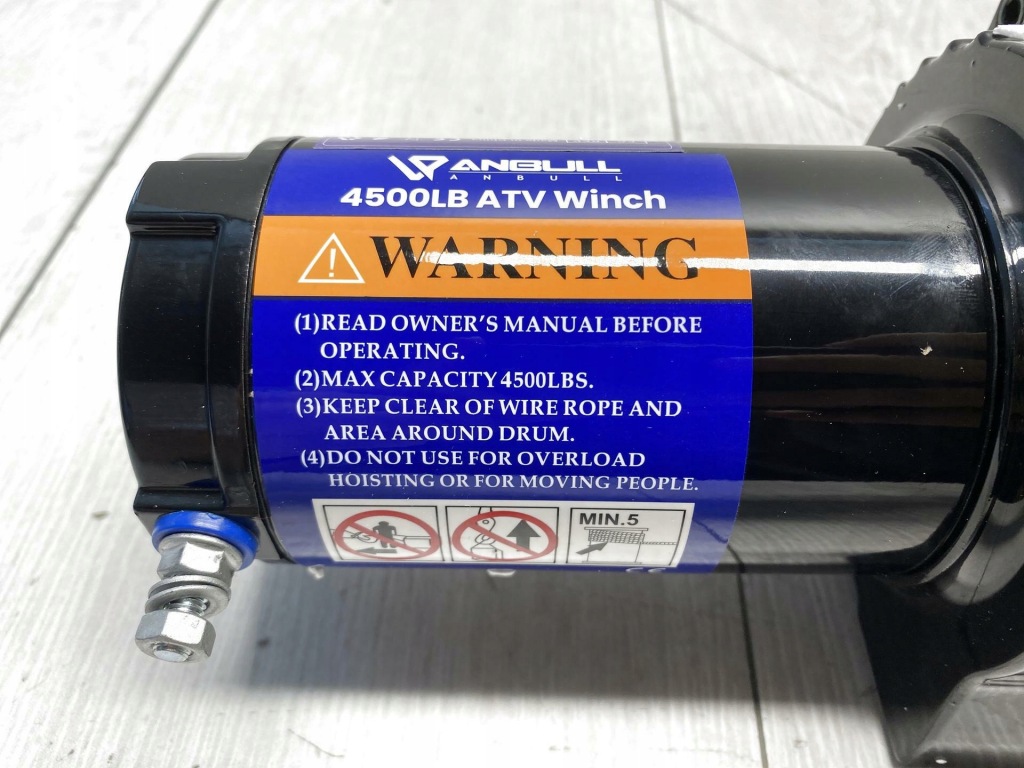 ANBULL
ANBULL
4500LB ATV Winch
WARNING
(1)READ OWNER'S MANUAL BEFORE
OPERATING.
(2)MAX CAPACITY 4500LBS.
(3)KEEP CLEAR OF WIRE ROPE AND
AREA AROUND DRUM.
(4)DO NOT USE FOR OVERLOAD
HOISTING OR FOR MOVING PEOPLE.
MIN.5